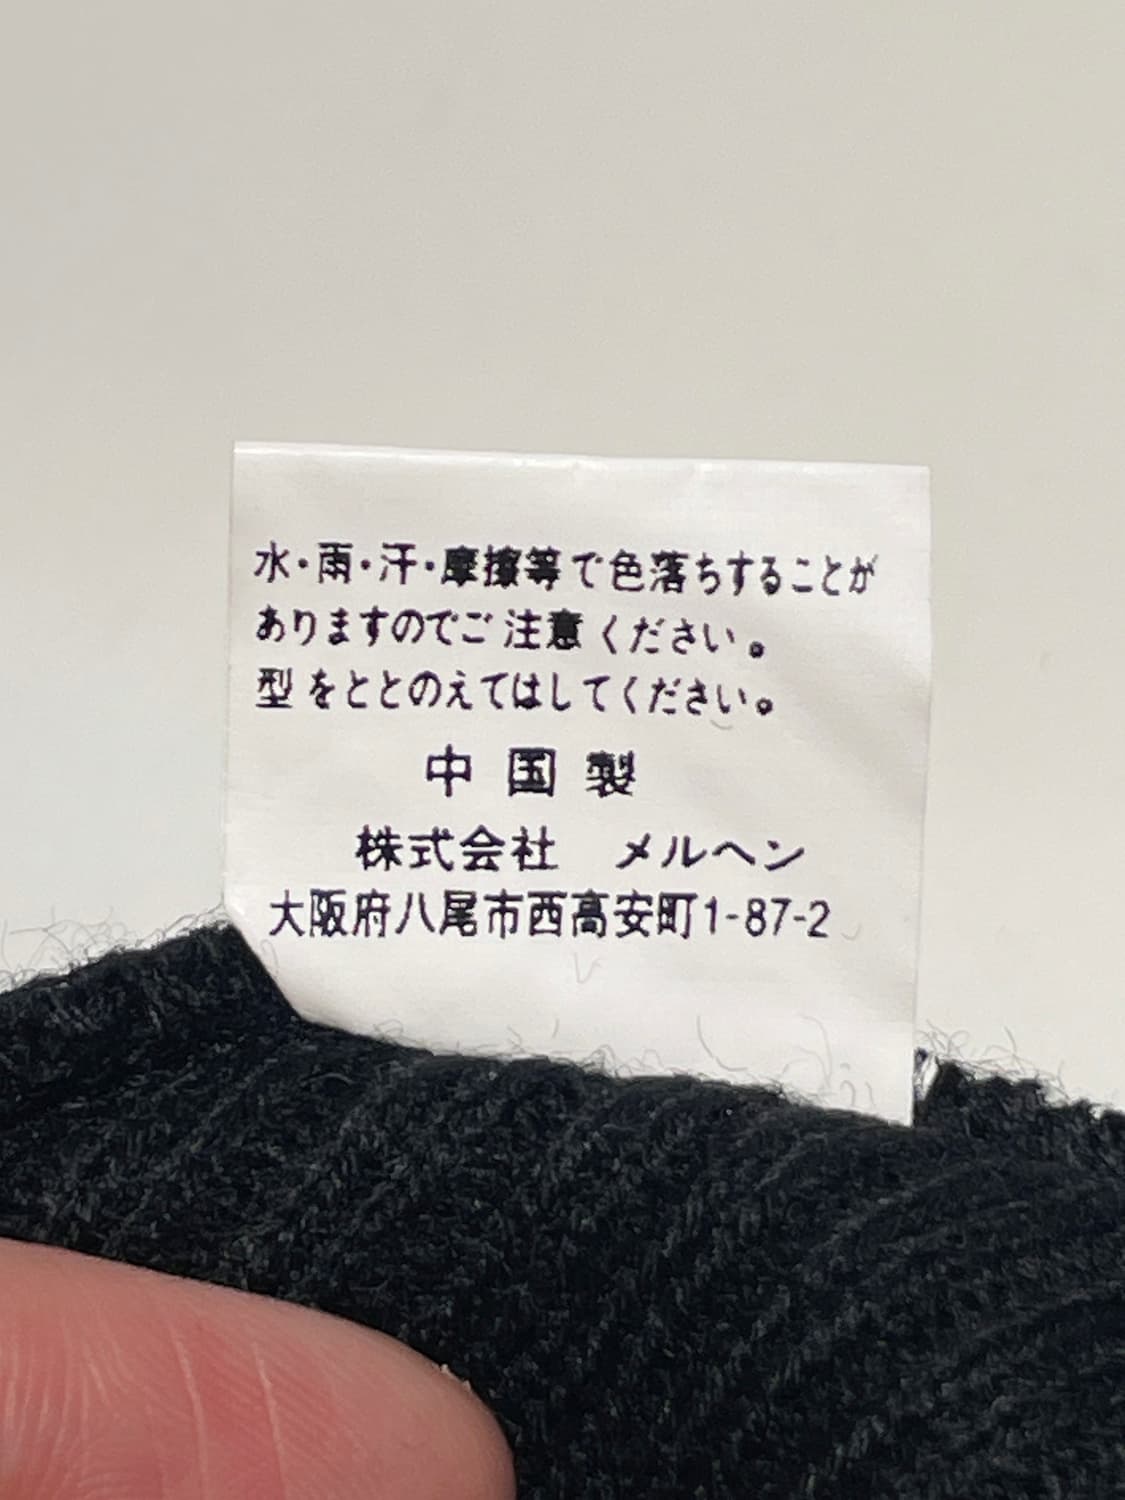 水・雨・汗・摩擦等で色落ちすることが
ありますのでご注意ください。
型をととのえてはしてください。
中国製
株式会社　メルヘン
大阪府八尾市西高安町1-87-2